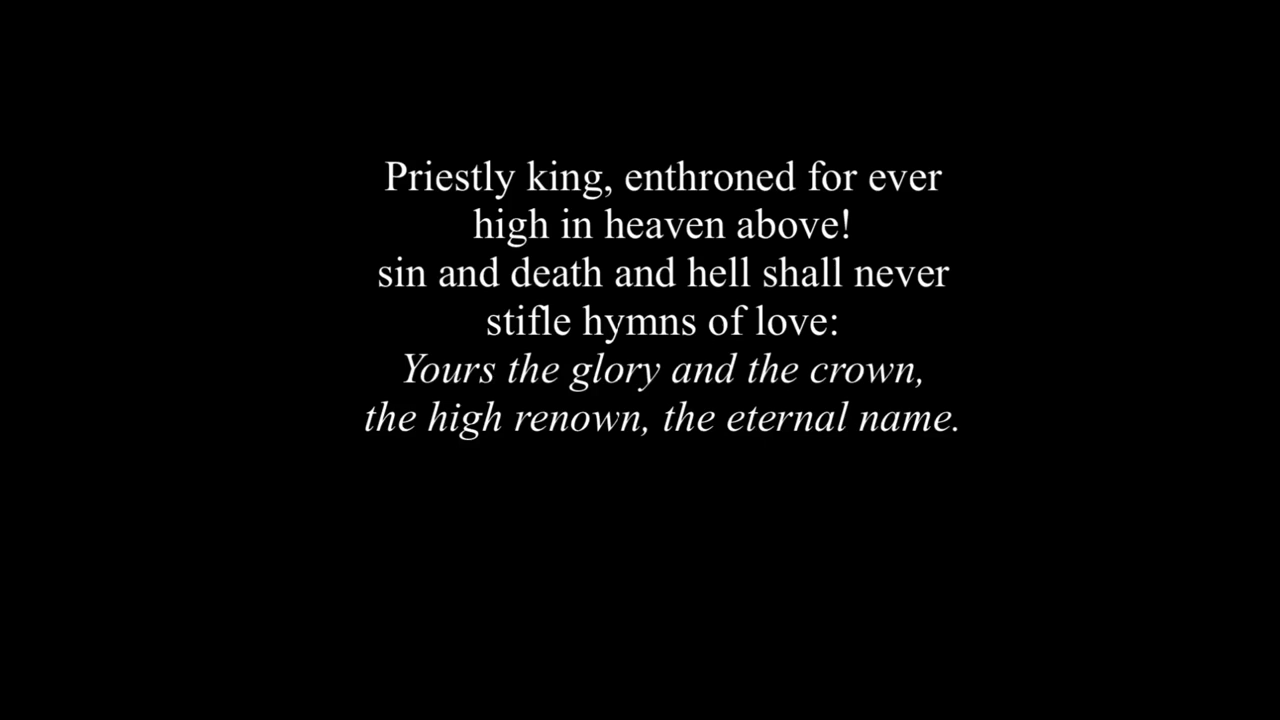 Priestly king, enthroned for ever
high in heaven above!
sin and death and hell shall never
stifle hymns of love:
Yours the glory and the crown,
the high renown, the eternal name.